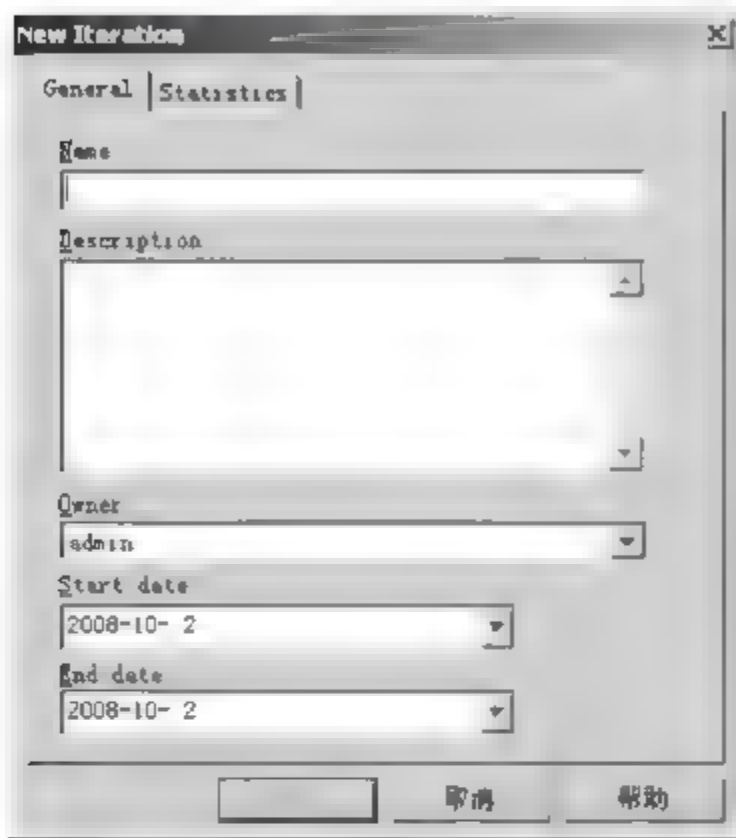 New Iteration
General Statistics
Name
Description
Owner
admin
Start date
2008-10- 2
End date
2008-10- 2
取消 帮助